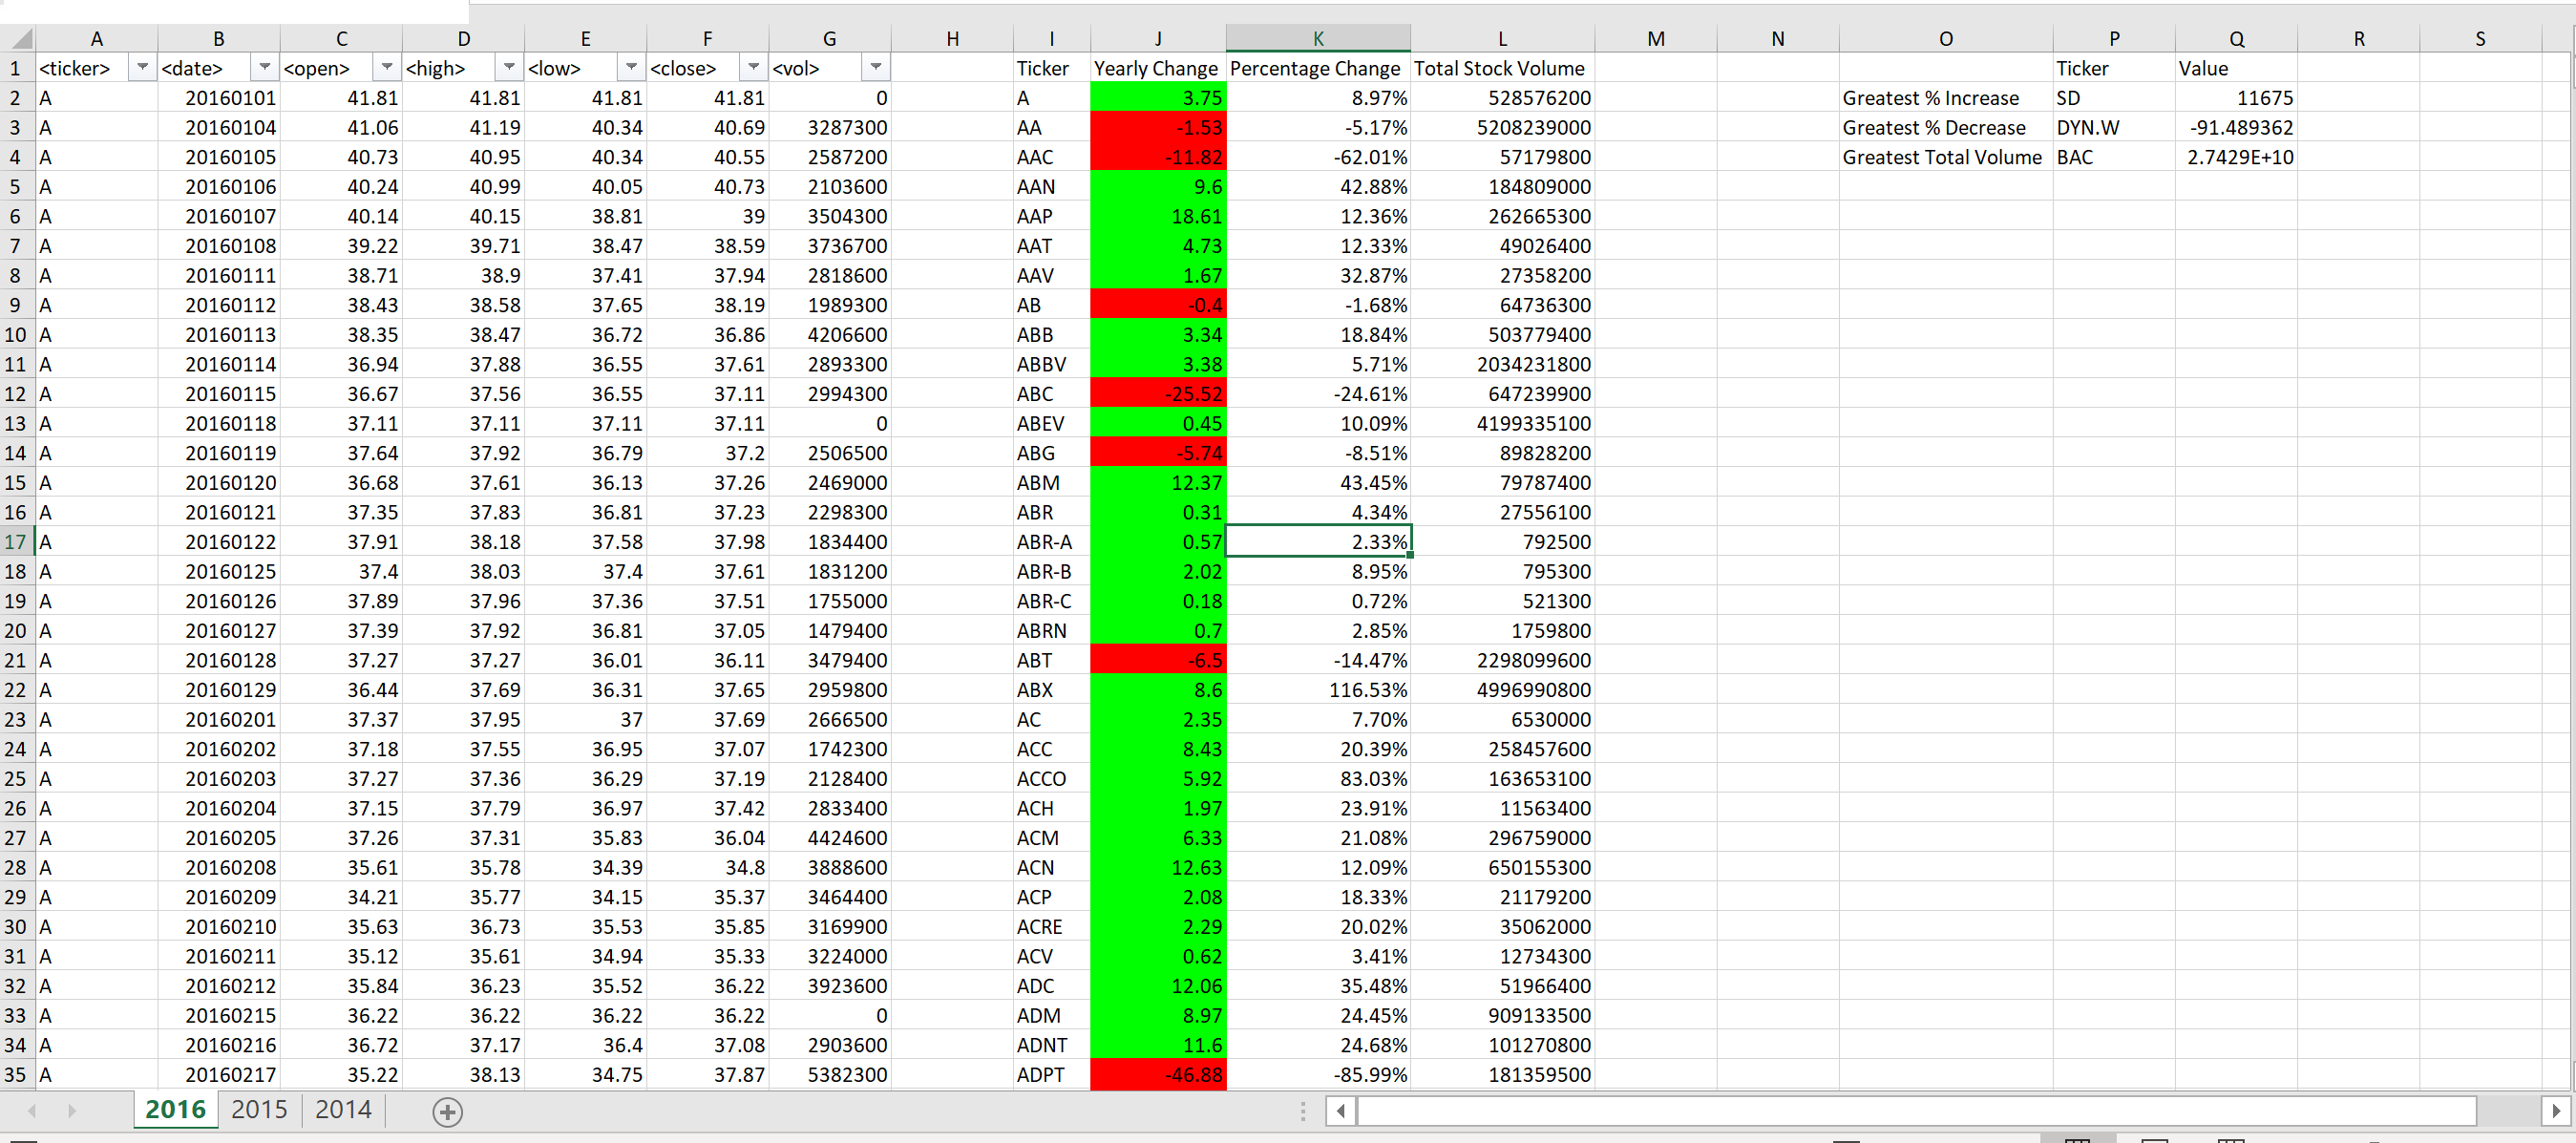 A B C D E F G H I J K L M N O P Q R S
1 <ticker> <date> <open> <high> <low> <close> <vol> Ticker Yearly Change Percentage Change Total Stock Volume Ticker Value
2 A 20160101 41.81 41.81 41.81 41.81 0 A 3.75 8.97% 528576200 Greatest % Increase SD 11675
3 A 20160104 41.06 41.19 40.34 40.69 3287300 AA -1.53 -5.17% 5208239000 Greatest % Decrease DYN.W -91.489362
4 A 20160105 40.73 40.95 40.34 40.55 2587200 AAC -11.82 -62.01% 57179800 Greatest Total Volume BAC 2.7429E+10
5 A 20160106 40.24 40.99 40.05 40.73 2103600 AAN 9.6 42.88% 184809000
6 A 20160107 40.14 40.15 38.81 39 3504300 AAP 18.61 12.36% 262665300
7 A 20160108 39.22 39.71 38.47 38.59 3736700 AAT 4.73 12.33% 49026400
8 A 20160111 38.71 38.9 37.41 37.94 2818600 AAV 1.67 32.87% 27358200
9 A 20160112 38.43 38.58 37.65 38.19 1989300 AB -0.4 -1.68% 64736300
10 A 20160113 38.35 38.47 36.72 36.86 4206600 ABB 3.34 18.84% 503779400
11 A 20160114 36.94 37.88 36.55 37.61 2893300 ABBV 3.38 5.71% 2034231800
12 A 20160115 36.67 37.56 36.55 37.11 2994300 ABC -25.52 -24.61% 647239900
13 A 20160118 37.11 37.11 37.11 37.11 0 ABEV 0.45 10.09% 4199335100
14 A 20160119 37.64 37.92 36.79 37.2 2506500 ABG -5.74 -8.51% 89828200
15 A 20160120 36.68 37.61 36.13 37.26 2469000 ABM 12.37 43.45% 79787400
16 A 20160121 37.35 37.83 36.81 37.23 2298300 ABR 0.31 4.34% 27556100
17 A 20160122 37.91 38.18 37.58 37.98 1834400 ABR-A 0.57 2.33% 792500
18 A 20160125 37.4 38.03 37.4 37.61 1831200 ABR-B 2.02 8.95% 795300
19 A 20160126 37.89 37.96 37.36 37.51 1755000 ABR-C 0.18 0.72% 521300
20 A 20160127 37.39 37.92 36.81 37.05 1479400 ABRN 0.7 2.85% 1759800
21 A 20160128 37.27 37.27 36.01 36.11 3479400 ABT -6.5 -14.47% 2298099600
22 A 20160129 36.44 37.69 36.31 37.65 2959800 ABX 8.6 116.53% 4996990800
23 A 20160201 37.37 37.95 37 37.69 2666500 AC 2.35 7.70% 6530000
24 A 20160202 37.18 37.55 36.95 37.07 1742300 ACC 8.43 20.39% 258457600
25 A 20160203 37.27 37.36 36.29 37.19 2128400 ACCO 5.92 83.03% 163653100
26 A 20160204 37.15 37.79 36.97 37.42 2833400 ACH 1.97 23.91% 11563400
27 A 20160205 37.26 37.31 35.83 36.04 4424600 ACM 6.33 21.08% 296759000
28 A 20160208 35.61 35.78 34.39 34.8 3888600 ACN 12.63 12.09% 650155300
29 A 20160209 34.21 35.77 34.15 35.37 3464400 ACP 2.08 18.33% 21179200
30 A 20160210 35.63 36.73 35.53 35.85 3169900 ACRE 2.29 20.02% 35062000
31 A 20160211 35.12 35.61 34.94 35.33 3224000 ACV 0.62 3.41% 12734300
32 A 20160212 35.84 36.23 35.52 36.22 3923600 ADC 12.06 35.48% 51966400
33 A 20160215 36.22 36.22 36.22 36.22 0 ADM 8.97 24.45% 909133500
34 A 20160216 36.72 37.17 36.4 37.08 2903600 ADNT 11.6 24.68% 101270800
35 A 20160217 35.22 38.13 34.75 37.87 5382300 ADPT -46.88 -85.99% 181359500
2016 2015 2014